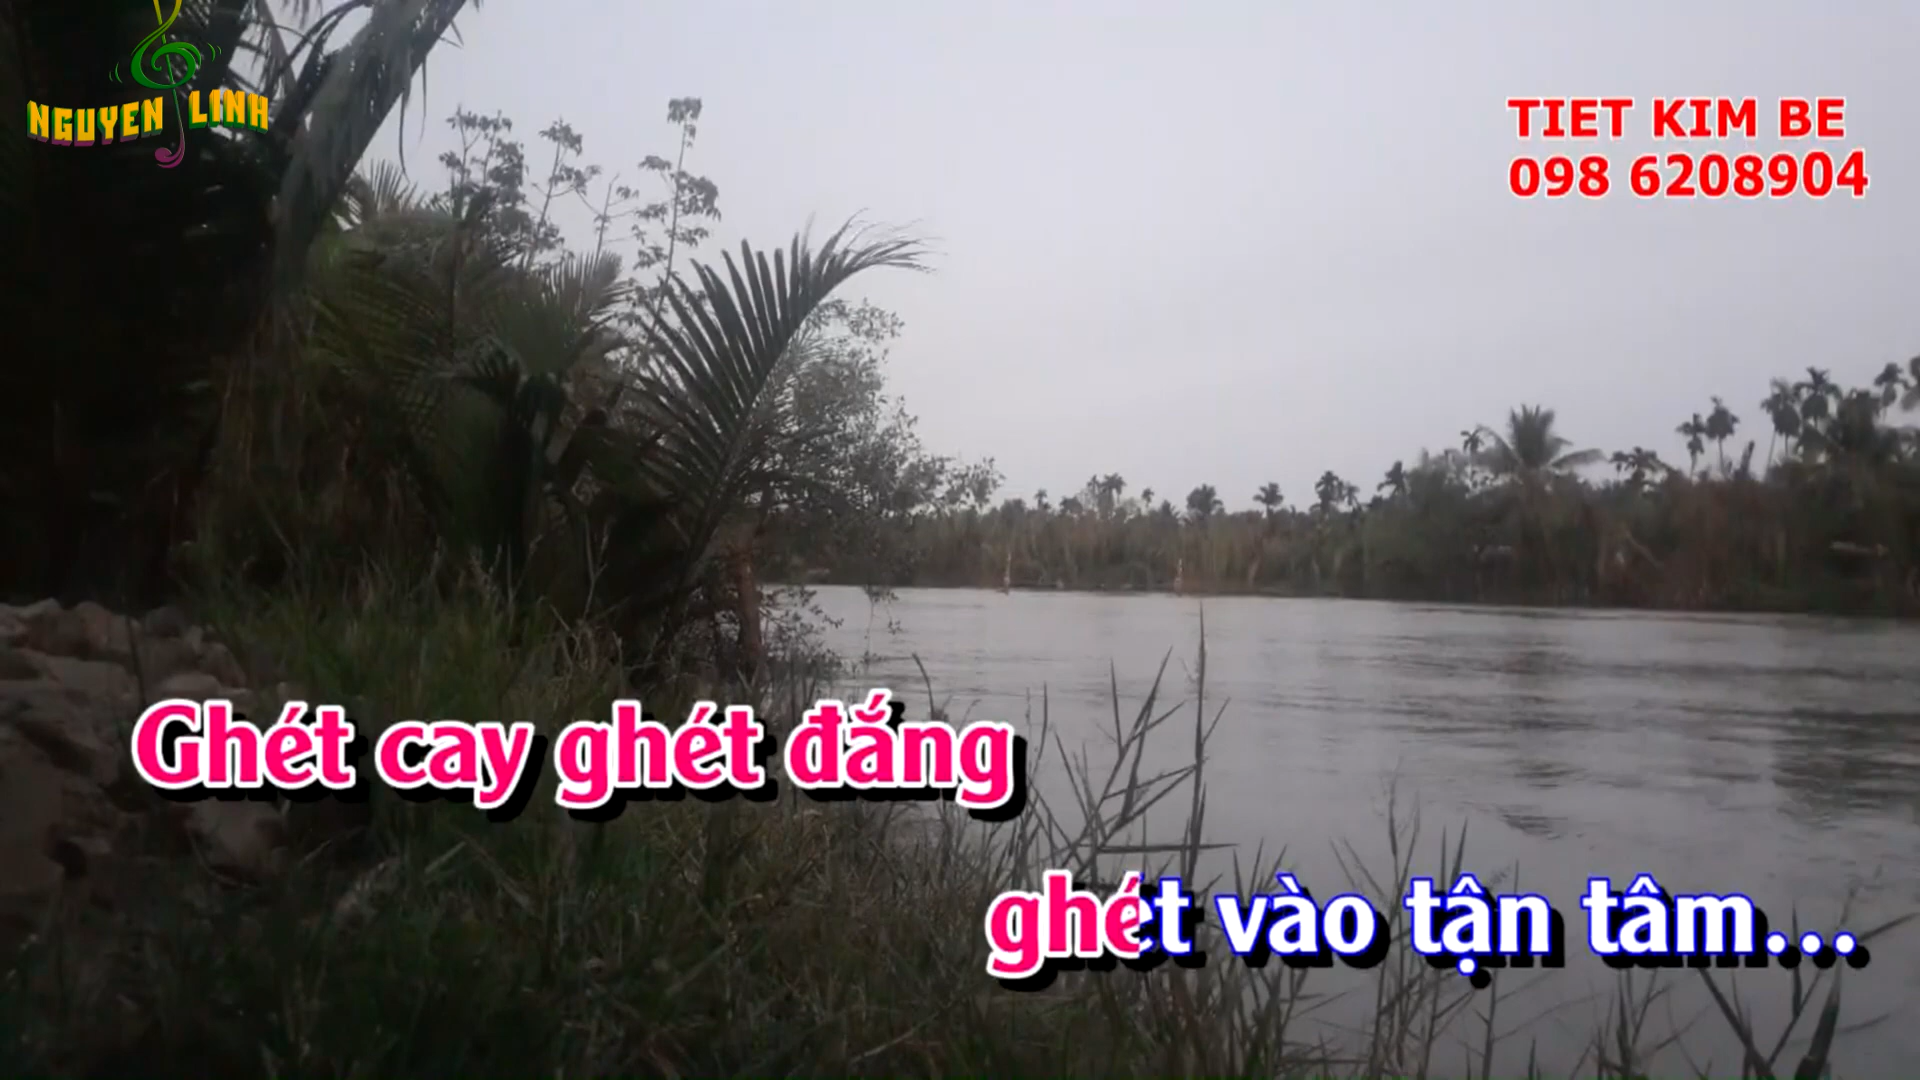 NGUYEN LINH
TIET KIM BE
098 6208904
Ghét cay ghét đắng
ghét vào tận tâm...